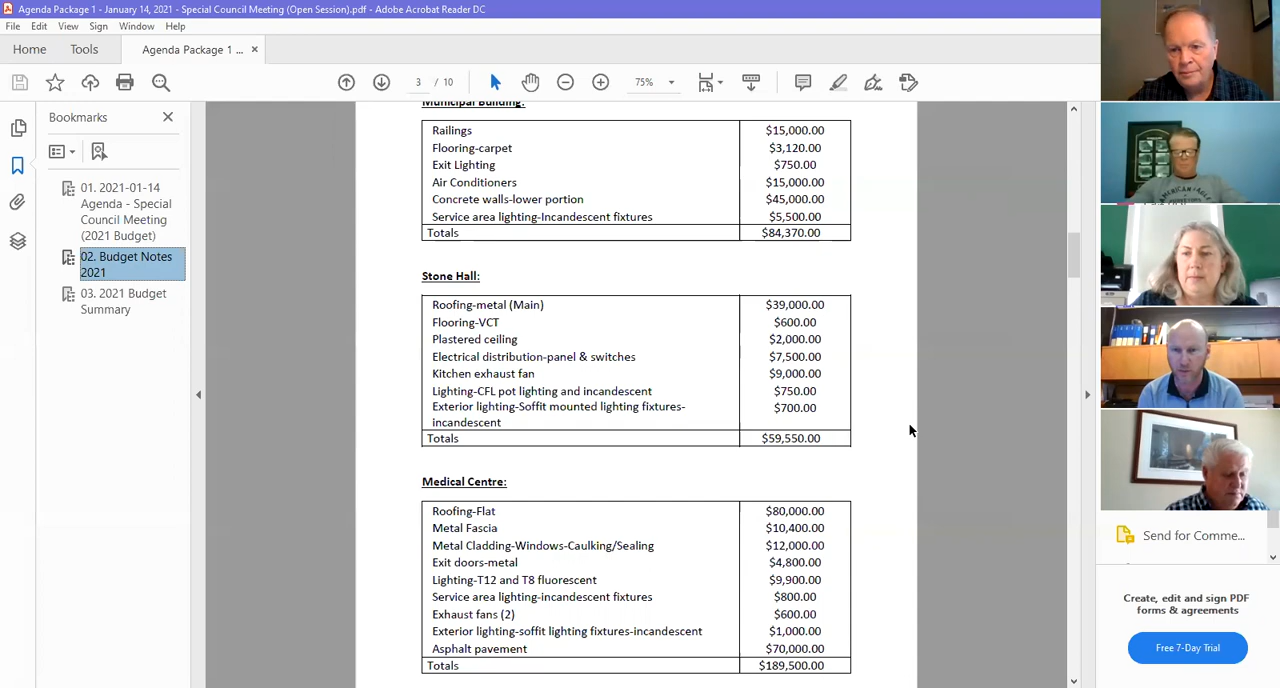 Agenda Package 1 - January 14, 2021 - Special Council Meeting (Open Session).pdf - Adobe Acrobat Reader DC
File Edit View Sign Window Help
Home Tools Agenda Package 1 ... ×
3 / 10 75%
Bookmarks
01. 2021-01-14
Agenda - Special
Council Meeting
(2021 Budget)
02. Budget Notes
2021
03. 2021 Budget
Summary
Municipal Building:
Railings $15,000.00
Flooring-carpet $3,120.00
Exit Lighting $750.00
Air Conditioners $15,000.00
Concrete walls-lower portion $45,000.00
Service area lighting-Incandescent fixtures $5,500.00
Totals $84,370.00
Stone Hall:
Roofing-metal (Main) $39,000.00
Flooring-VCT $600.00
Plastered ceiling $2,000.00
Electrical distribution-panel & switches $7,500.00
Kitchen exhaust fan $9,000.00
Lighting-CFL pot lighting and incandescent $750.00
Exterior lighting-Soffit mounted lighting fixtures- $700.00
incandescent
Totals $59,550.00
Medical Centre:
Roofing-Flat $80,000.00
Metal Fascia $10,400.00
Metal Cladding-Windows-Caulking/Sealing $12,000.00
Exit doors-metal $4,800.00
Lighting-T12 and T8 fluorescent $9,900.00
Service area lighting-incandescent fixtures $800.00
Exhaust fans (2) $600.00
Exterior lighting-soffit lighting fixtures-incandescent $1,000.00
Asphalt pavement $70,000.00
Totals $189,500.00
AMERICAN EAGLE
Send for Comme...
Create, edit and sign PDF
forms & agreements
Free 7-Day Trial